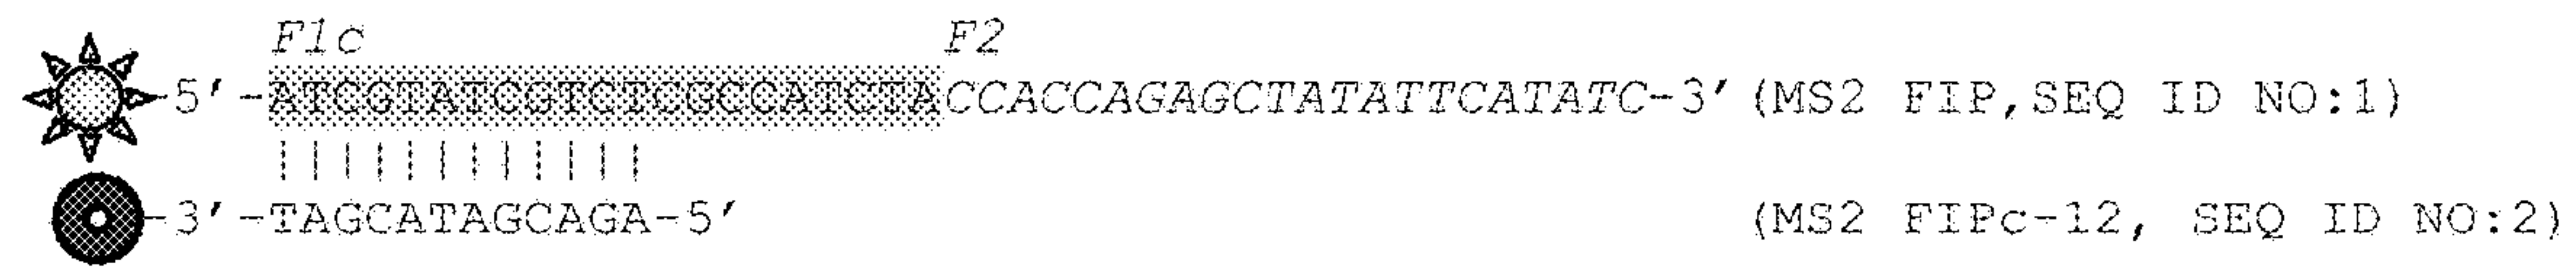 F1c F2
5'-ATCGTATCGTCTCGCCATCTACCACCAGAGCTATATTCATATC-3' (MS2 FIP,SEQ ID NO:1)
3'-TAGCATAGCAGA-5' (MS2 FIPc-12, SEQ ID NO:2)